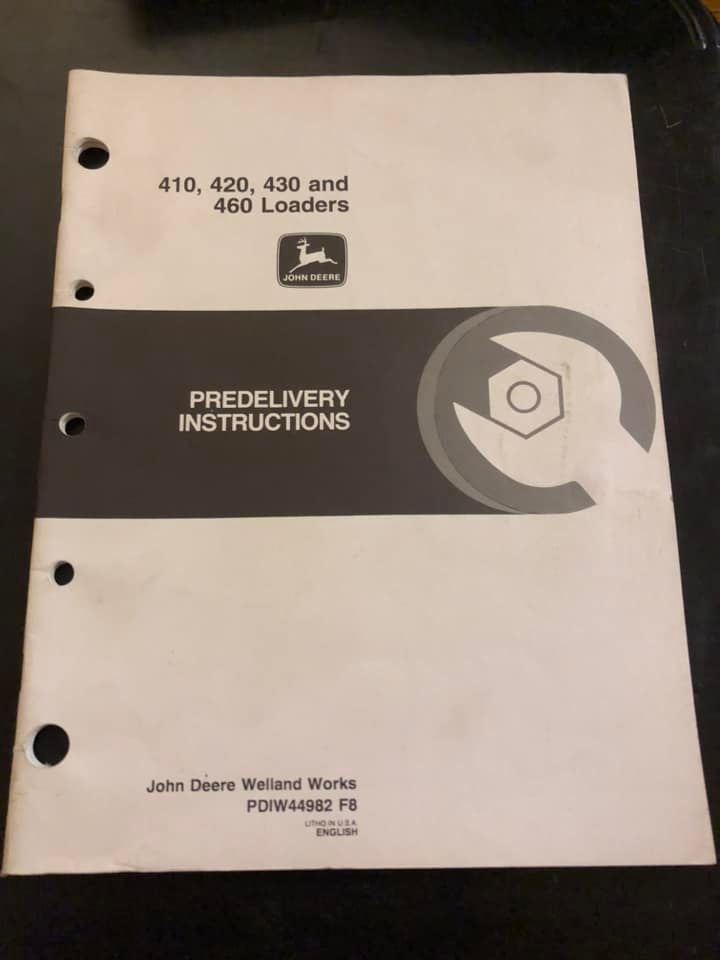 410, 420, 430 and
460 Loaders
JOHN DEERE
PREDELIVERY
INSTRUCTIONS
John Deere Welland Works
PDIW44982 F8
LITHO IN U.S.A.
ENGLISH